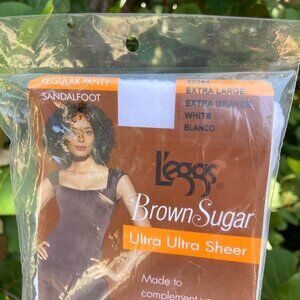 REGULAR PANTY
SANDALFOOT
EXTRA LARGE
EXTRA GRANDE
WHITE
BLANCO
L'eggs®
Brown Sugar
Ultra Ultra Sheer
Made to
complement